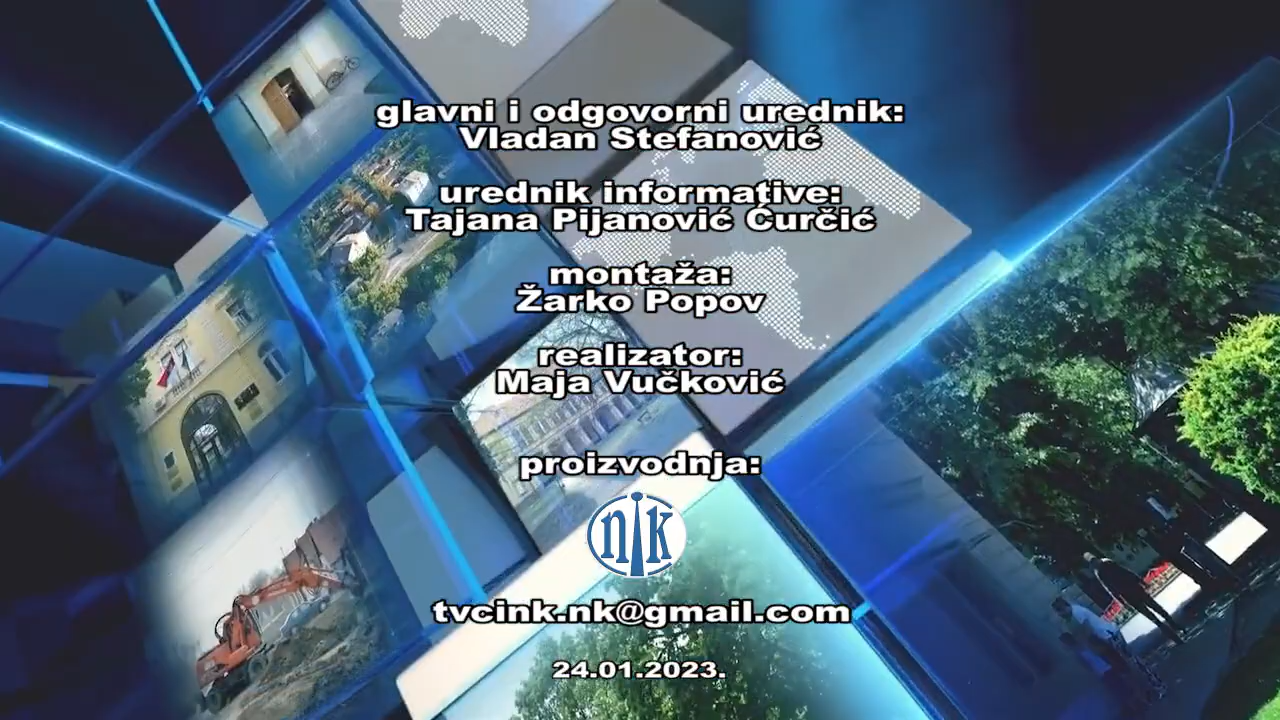 glavni i odgovorni urednik:
Vladan Stefanović
urednik informative:
Tajana Pijanović Ćurčić
montaža:
Žarko Popov
realizator:
Maja Vučković
proizvodnja:
nik
tvcink.nk@gmail.com
24.01.2023.